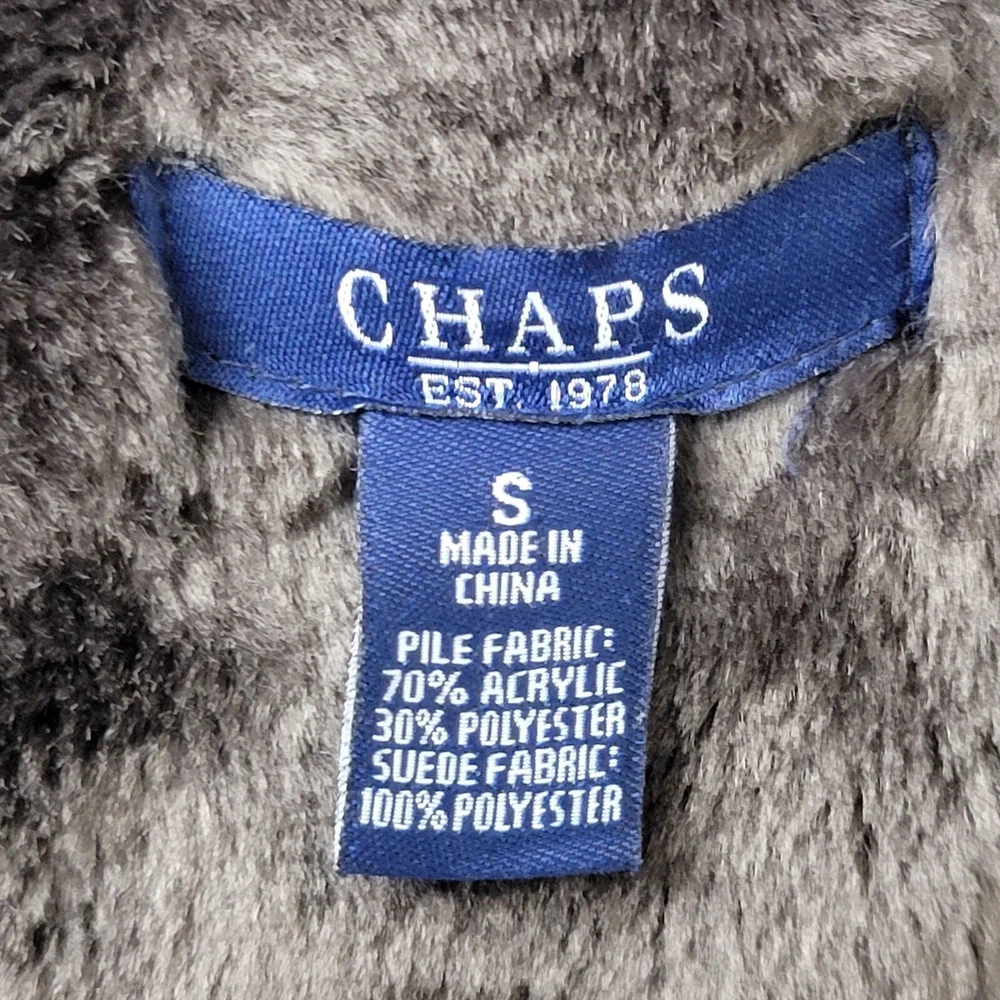 CHAPS
EST. 1978
S
MADE IN
CHINA
PILE FABRIC:
70% ACRYLIC
30% POLYESTER
SUEDE FABRIC:
100% POLYESTER